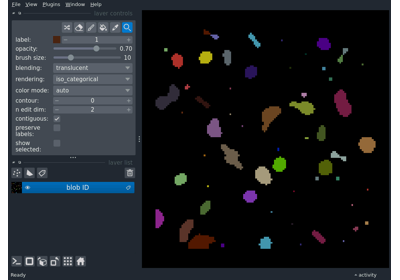 File View Plugins Window Help
layer controls
label: 1
opacity: 0.70
brush size: 10
blending: translucent
rendering: iso_categorical
color mode: auto
contour: 0
n edit dim: 2
contiguous:
preserve
labels:
show
selected:
layer list
blob ID
activity